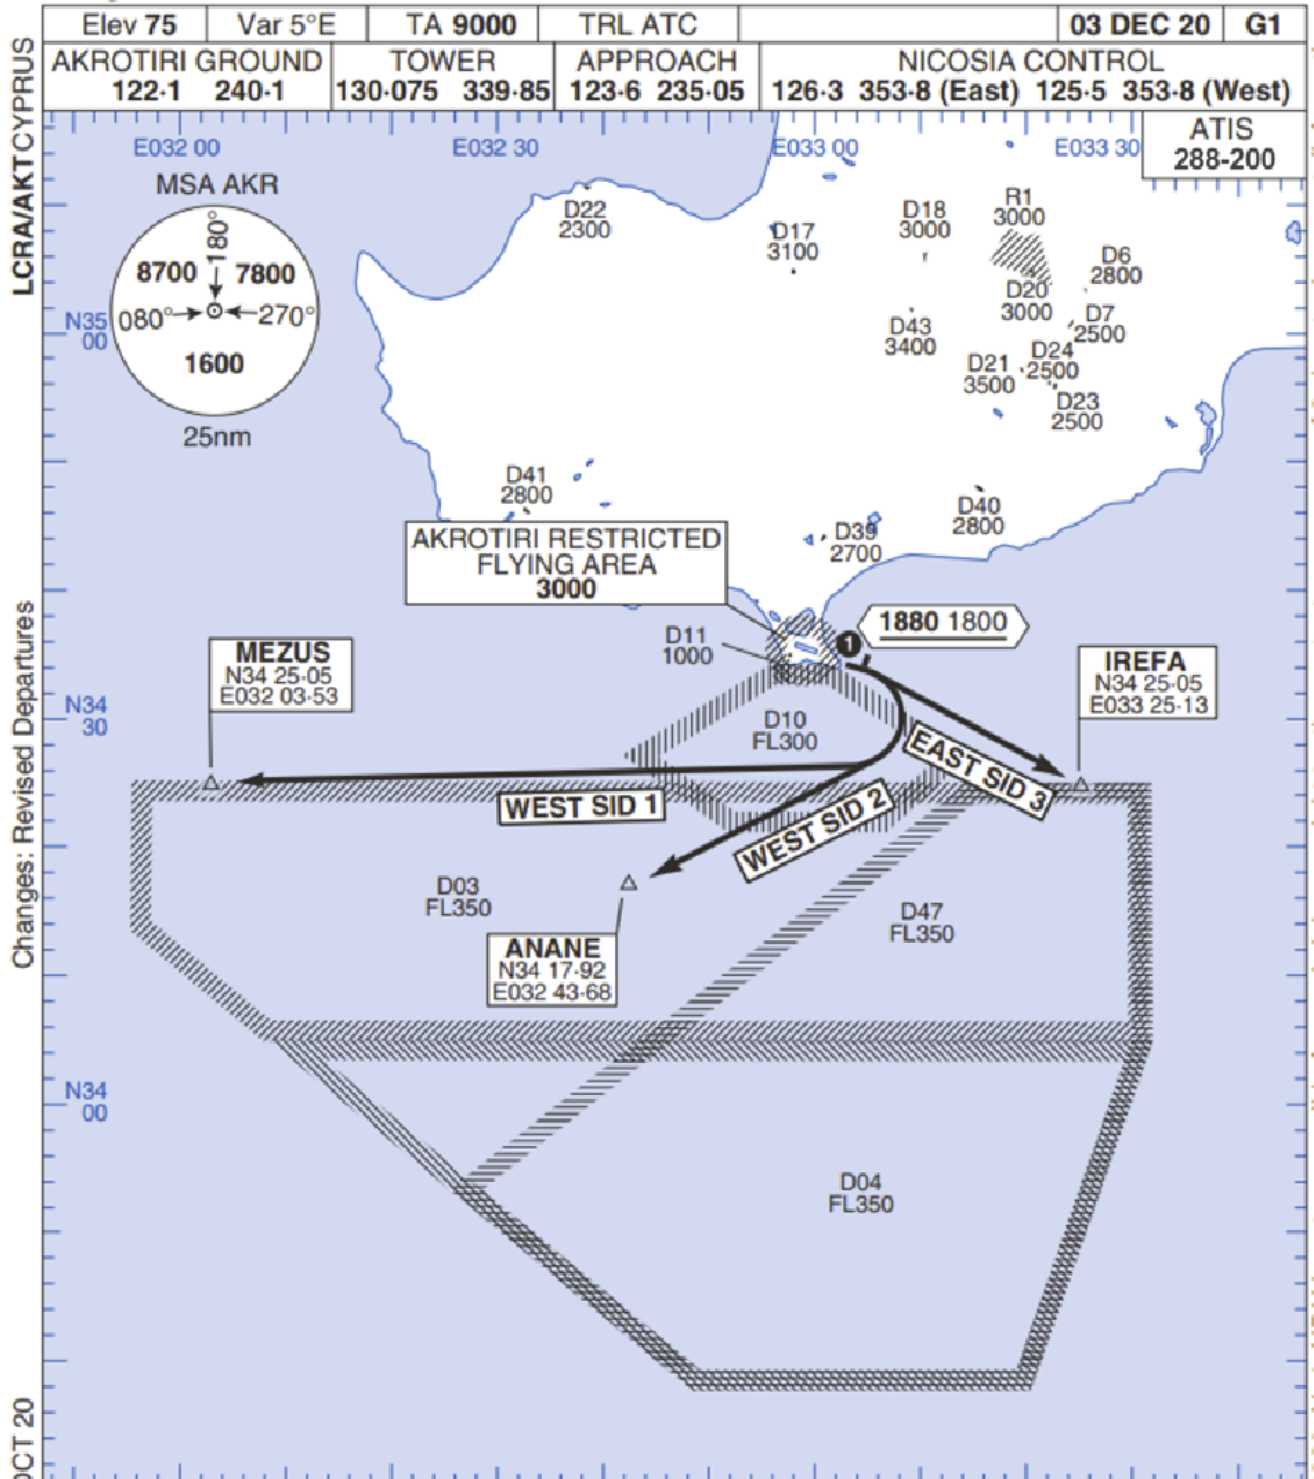 Elev 75 Var 5°E TA 9000 TRL ATC 03 DEC 20 G1
AKROTIRI GROUND TOWER APPROACH NICOSIA CONTROL
122·1 240·1 130·075 339·85 123·6 235·05 126·3 353·8 (East) 125·5 353·8 (West)
LCRA/AKT CYPRUS
E032 00 E032 30 E033 00 E033 30
ATIS
288·200
MSA AKR
180°
8700 7800
080° 270°
1600
25nm
N35
00
D22
2300
D17
3100
D18
3000
R1
3000
D6
2800
D20
3000
D7
2500
D43
3400
D24
2500
D21
3500
D23
2500
D41
2800
D40
2800
D39
2700
AKROTIRI RESTRICTED
FLYING AREA
3000
D11
1000
1
1880 1800
MEZUS
N34 25·05
E032 03·53
IREFA
N34 25·05
E033 25·13
N34
30
D10
FL300
EAST SID 3
WEST SID 1
WEST SID 2
D03
FL350
D47
FL350
ANANE
N34 17·92
E032 43·68
N34
00
D04
FL350
Changes: Revised Departures
OCT 20